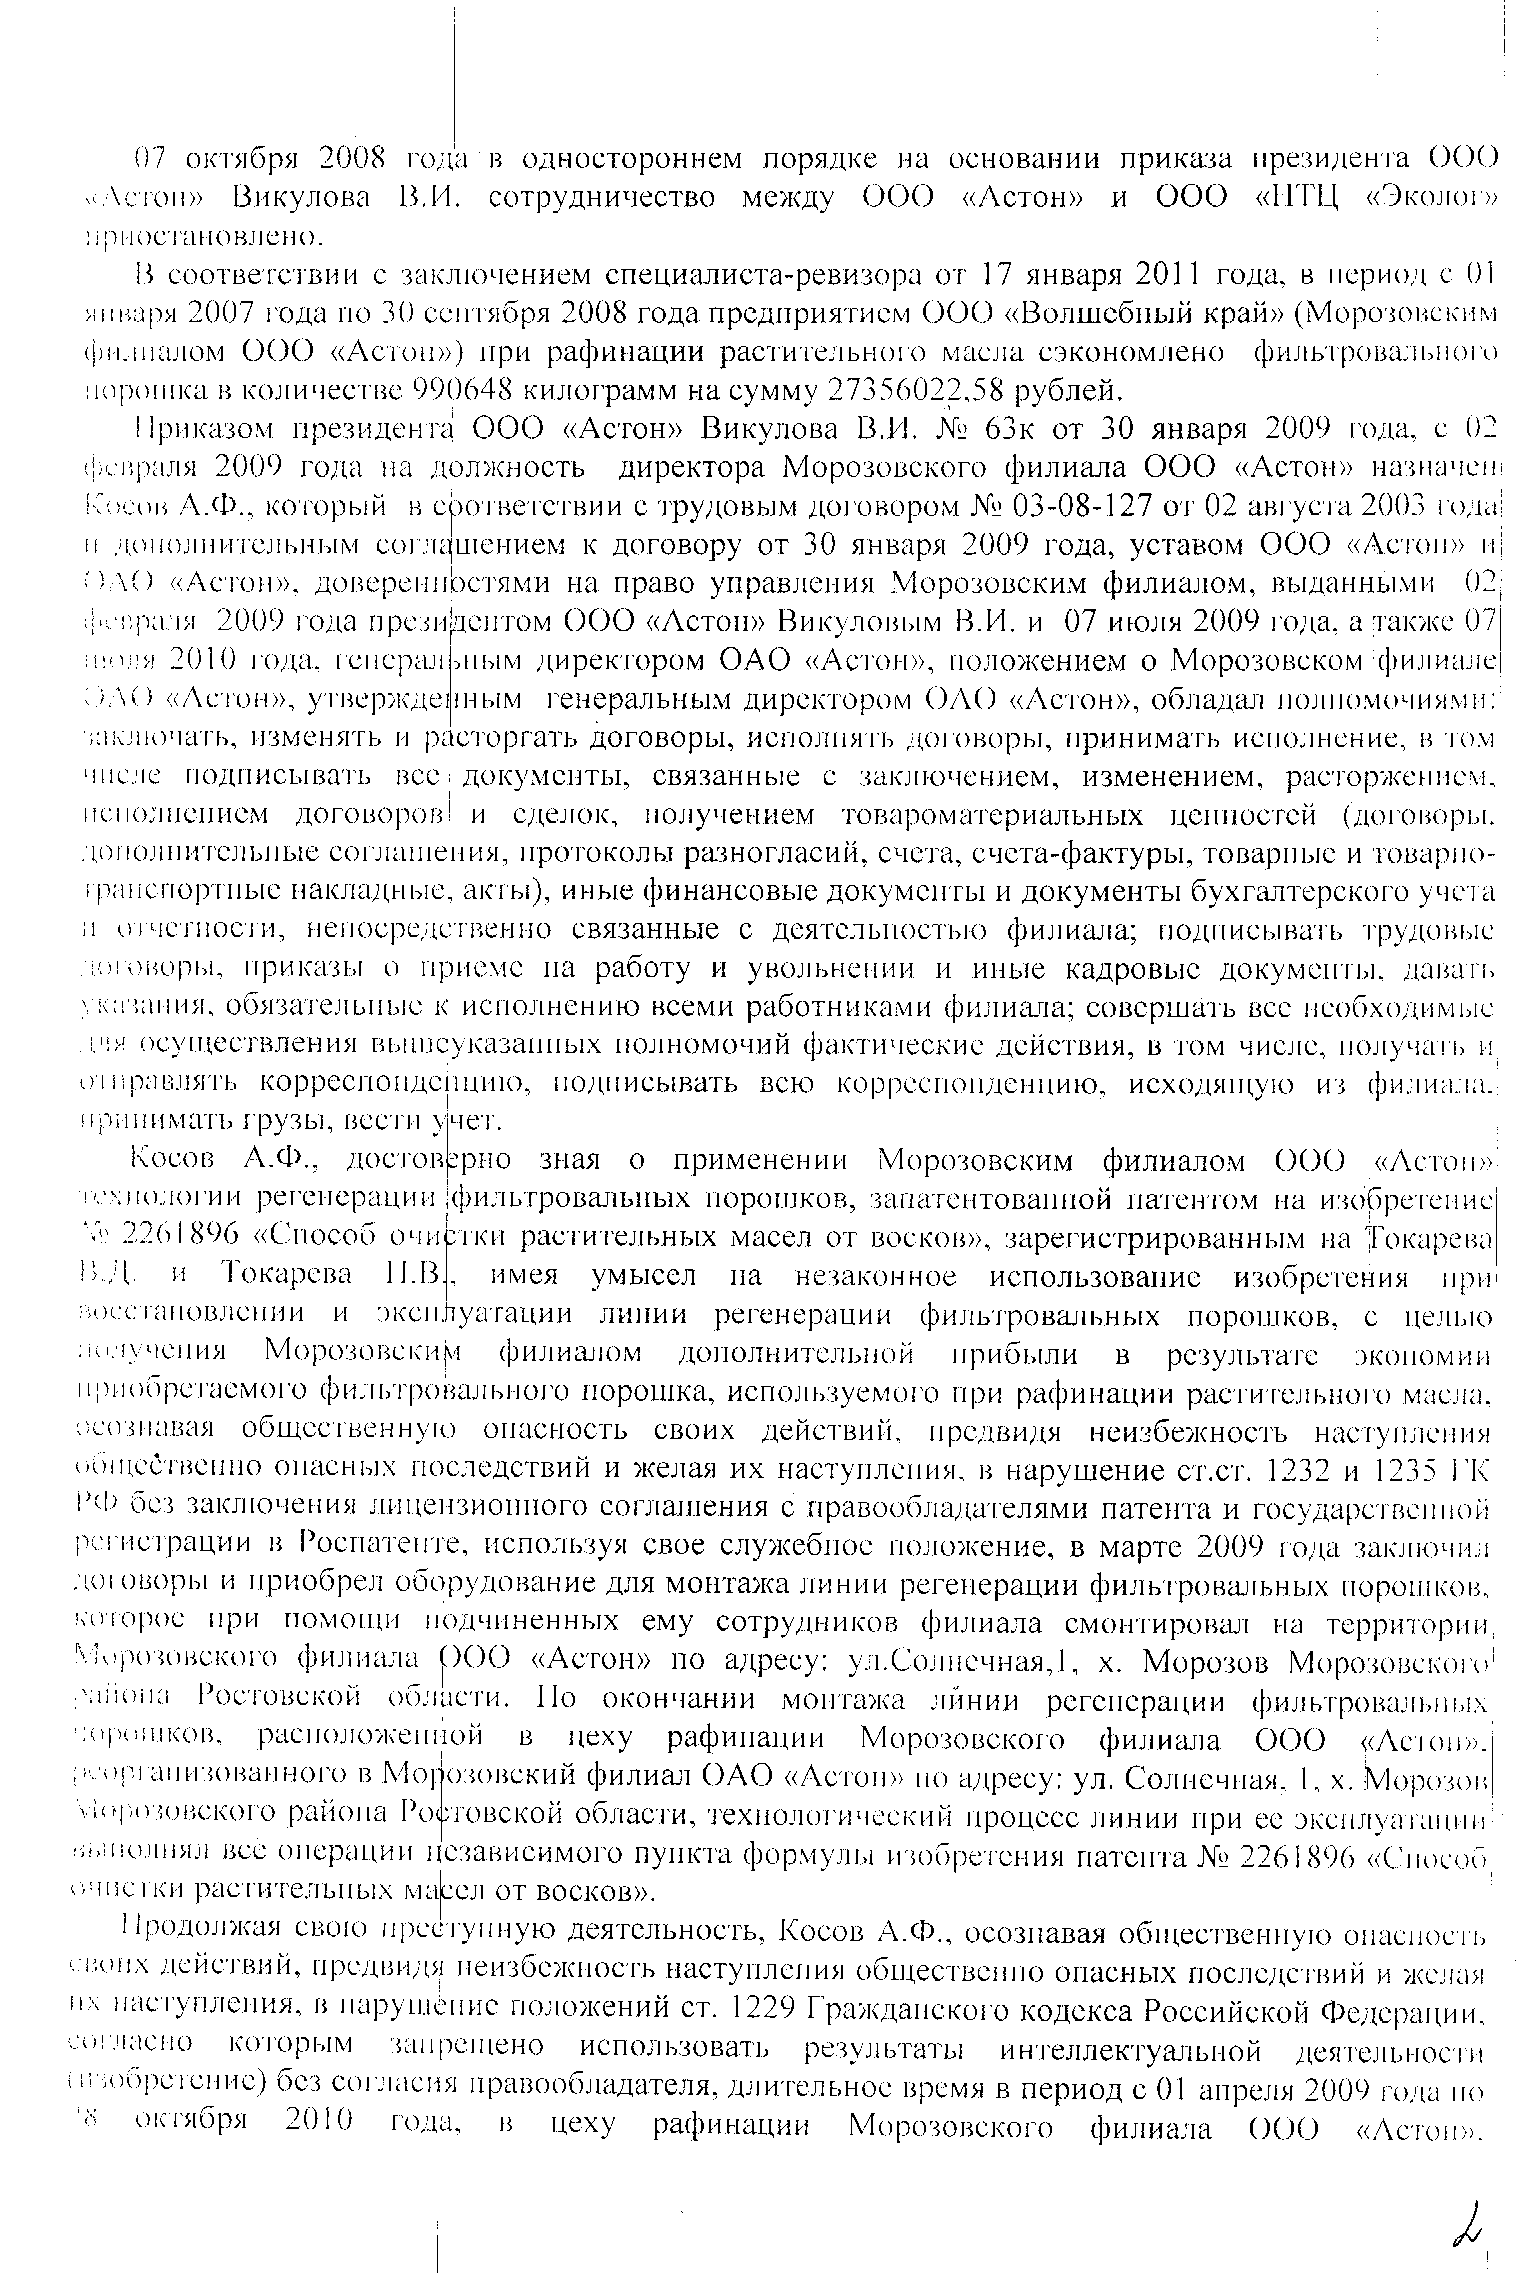 07 октября 2008 года в одностороннем порядке на основании приказа президента ООО
«Астон» Викулова В.И. сотрудничество между ООО «Астон» и ООО «НТЦ «Эколог»
приостановлено.
В соответствии с заключением специалиста-ревизора от 17 января 2011 года, в период с 01
января 2007 года по 30 сентября 2008 года предприятием ООО «Волшебный край» (Морозовским
филиалом ООО «Астон») при рафинации растительного масла сэкономлено фильтровального
порошка в количестве 990648 килограмм на сумму 27356022,58 рублей.
Приказом президента ООО «Астон» Викулова В.И. № 63к от 30 января 2009 года, с 02
февраля 2009 года на должность директора Морозовского филиала ООО «Астон» назначен
Косов А.Ф., который в соответствии с трудовым договором № 03-08-127 от 02 августа 2003 года
и дополнительным соглашением к договору от 30 января 2009 года, уставом ООО «Астон» и
ОАО «Астон», доверенностями на право управления Морозовским филиалом, выданными 02
февраля 2009 года президентом ООО «Астон» Викуловым В.И. и 07 июля 2009 года, а также 07
июля 2010 года, генеральным директором ОАО «Астон», положением о Морозовском филиале
ОАО «Астон», утвержденным генеральным директором ОАО «Астон», обладал полномочиями:
заключать, изменять и расторгать договоры, исполнять договоры, принимать исполнение, в том
числе подписывать все документы, связанные с заключением, изменением, расторжением,
исполнением договоров и сделок, получением товароматериальных ценностей (договоры,
дополнительные соглашения, протоколы разногласий, счета, счета-фактуры, товарные и товарно-
транспортные накладные, акты), иные финансовые документы и документы бухгалтерского учета
и отчетности, непосредственно связанные с деятельностью филиала; подписывать трудовые
договоры, приказы о приеме на работу и увольнении и иные кадровые документы, давать
указания, обязательные к исполнению всеми работниками филиала; совершать все необходимые
для осуществления вышеуказанных полномочий фактические действия, в том числе, получать и
отправлять корреспонденцию, подписывать всю корреспонденцию, исходящую из филиала,
принимать грузы, вести учет.
Косов А.Ф., достоверно зная о применении Морозовским филиалом ООО «Астон»
технологии регенерации фильтровальных порошков, запатентованной патентом на изобретение
№ 2261896 «Способ очистки растительных масел от восков», зарегистрированным на Токарева
В.Д. и Токарева П.В., имея умысел на незаконное использование изобретения при
восстановлении и эксплуатации линии регенерации фильтровальных порошков, с целью
получения Морозовским филиалом дополнительной прибыли в результате экономии
приобретаемого фильтровального порошка, используемого при рафинации растительного масла,
осознавая общественную опасность своих действий, предвидя неизбежность наступления
общественно опасных последствий и желая их наступления, в нарушение ст.ст. 1232 и 1235 ГК
РФ без заключения лицензионного соглашения с правообладателями патента и государственной
регистрации в Роспатенте, используя свое служебное положение, в марте 2009 года заключил
договоры и приобрел оборудование для монтажа линии регенерации фильтровальных порошков,
которое при помощи подчиненных ему сотрудников филиала смонтировал на территории
Морозовского филиала ООО «Астон» по адресу: ул.Солнечная,1, х. Морозов Морозовского
района Ростовской области. По окончании монтажа линии регенерации фильтровальных
порошков, расположенной в цеху рафинации Морозовского филиала ООО «Астон»,
реорганизованного в Морозовский филиал ОАО «Астон» по адресу: ул. Солнечная, 1, х. Морозов
Морозовского района Ростовской области, технологический процесс линии при ее эксплуатации
выполнял все операции независимого пункта формулы изобретения патента № 2261896 «Способ
очистки растительных масел от восков».
Продолжая свою преступную деятельность, Косов А.Ф., осознавая общественную опасность
своих действий, предвидя неизбежность наступления общественно опасных последствий и желая
их наступления, в нарушение положений ст. 1229 Гражданского кодекса Российской Федерации,
согласно которым запрещено использовать результаты интеллектуальной деятельности
(изобретение) без согласия правообладателя, длительное время в период с 01 апреля 2009 года по
октября 2010 года, в цеху рафинации Морозовского филиала ООО «Астон»,
2